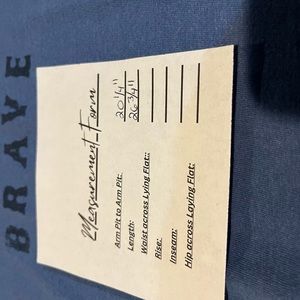 BRAVE
Measurement Form
Arm Pit to Arm Pit: 20 1/4"
Length: 26 3/4"
Waist across Lying Flat:
Rise:
Inseam:
Hip across Laying Flat: